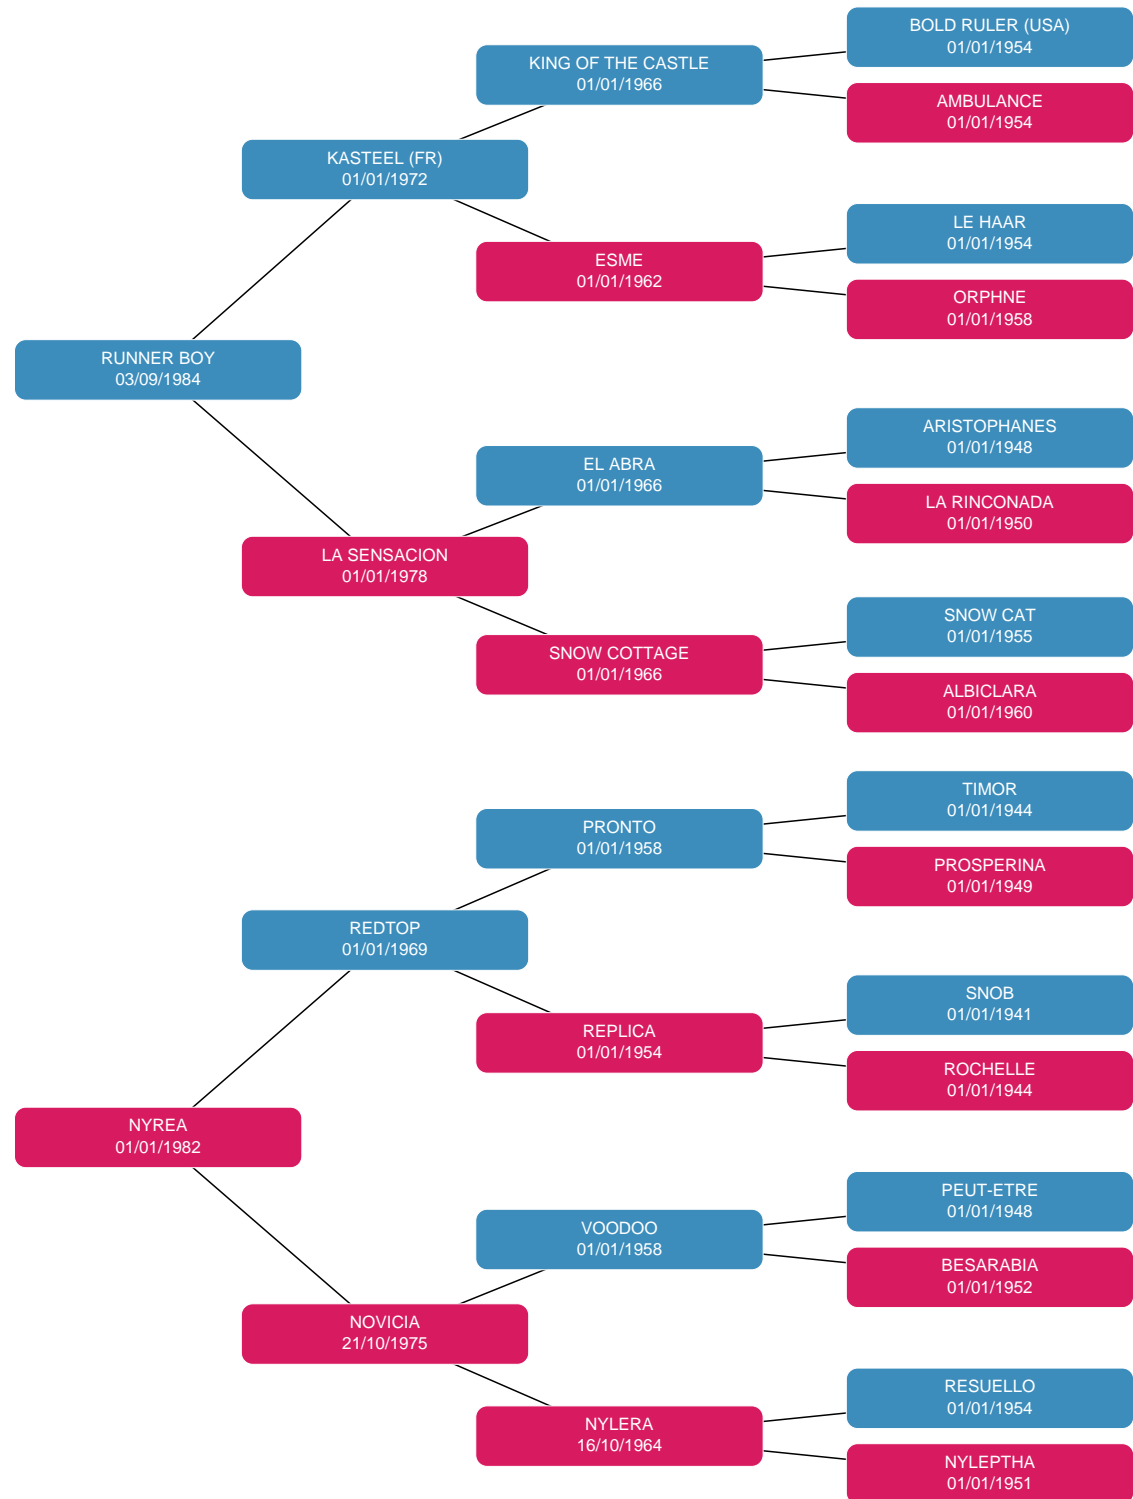 BOLD RULER (USA)
01/01/1954
KING OF THE CASTLE
01/01/1966
AMBULANCE
01/01/1954
KASTEEL (FR)
01/01/1972
LE HAAR
01/01/1954
ESME
01/01/1962
ORPHNE
01/01/1958
RUNNER BOY
03/09/1984
ARISTOPHANES
01/01/1948
EL ABRA
01/01/1966
LA RINCONADA
01/01/1950
LA SENSACION
01/01/1978
SNOW CAT
01/01/1955
SNOW COTTAGE
01/01/1966
ALBICLARA
01/01/1960
TIMOR
01/01/1944
PRONTO
01/01/1958
PROSPERINA
01/01/1949
REDTOP
01/01/1969
SNOB
01/01/1941
REPLICA
01/01/1954
ROCHELLE
01/01/1944
NYREA
01/01/1982
PEUT-ETRE
01/01/1948
VOODOO
01/01/1958
BESARABIA
01/01/1952
NOVICIA
21/10/1975
RESUELLO
01/01/1954
NYLERA
16/10/1964
NYLEPTHA
01/01/1951